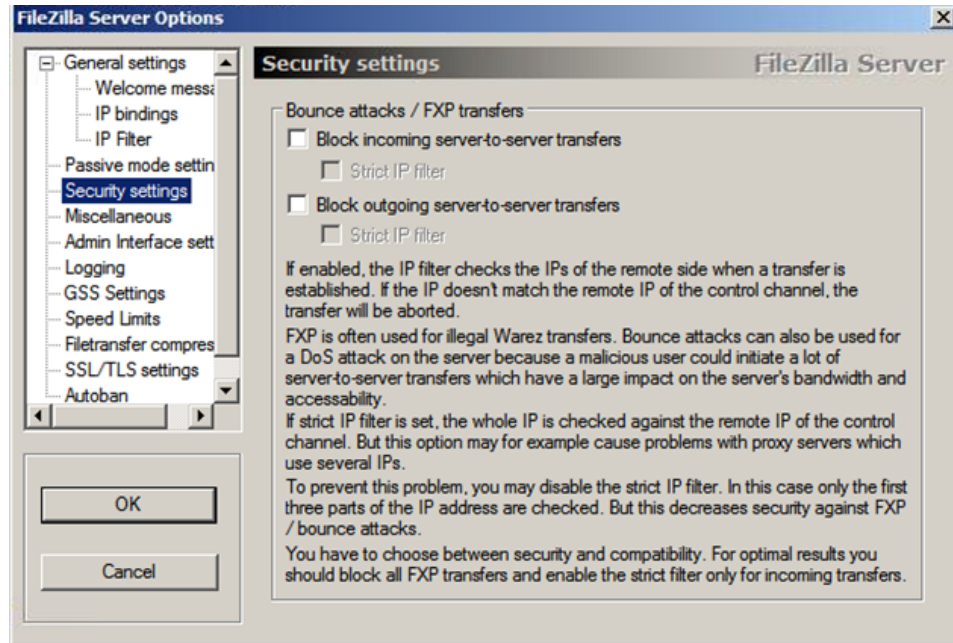 FileZilla Server Options
General settings
Welcome messa
IP bindings
IP Filter
Passive mode settin
Security settings
Miscellaneous
Admin Interface sett
Logging
GSS Settings
Speed Limits
Filetransfer compres
SSL/TLS settings
Autoban
OK
Cancel
Security settings
FileZilla Server
Bounce attacks / FXP transfers
Block incoming server-to-server transfers
Strict IP filter
Block outgoing server-to-server transfers
Strict IP filter
If enabled, the IP filter checks the IPs of the remote side when a transfer is
established. If the IP doesn't match the remote IP of the control channel, the
transfer will be aborted.
FXP is often used for illegal Warez transfers. Bounce attacks can also be used for
a DoS attack on the server because a malicious user could initiate a lot of
server-to-server transfers which have a large impact on the server's bandwidth and
accessability.
If strict IP filter is set, the whole IP is checked against the remote IP of the control
channel. But this option may for example cause problems with proxy servers which
use several IPs.
To prevent this problem, you may disable the strict IP filter. In this case only the first
three parts of the IP address are checked. But this decreases security against FXP
/ bounce attacks.
You have to choose between security and compatibility. For optimal results you
should block all FXP transfers and enable the strict filter only for incoming transfers.